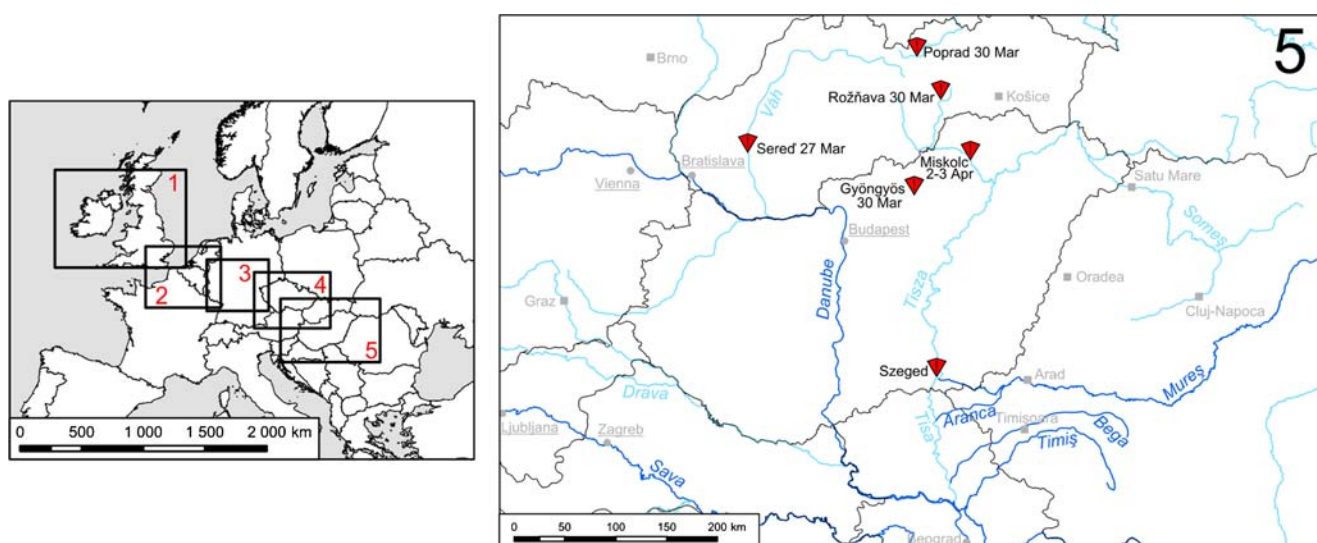 1
2
3
4
5
0 500 1000 1 500 2 000 km
5
Brno
Poprad 30 Mar
Váh
Rožňava 30 Mar
Košice
Sereď 27 Mar
Miskolc
2-3 Apr
Bratislava
Vienna
Gyöngyös
30 Mar
Satu Mare
Someş
Budapest
Danube
Tisza
Oradea
Graz
Cluj-Napoca
Szeged
Arad
Mureş
Drava
Aranca
Tisa
Timisoara
Bega
Timiş
Ljubljana
Zagreb
Sava
0 50 100 150 200 km
Beograd